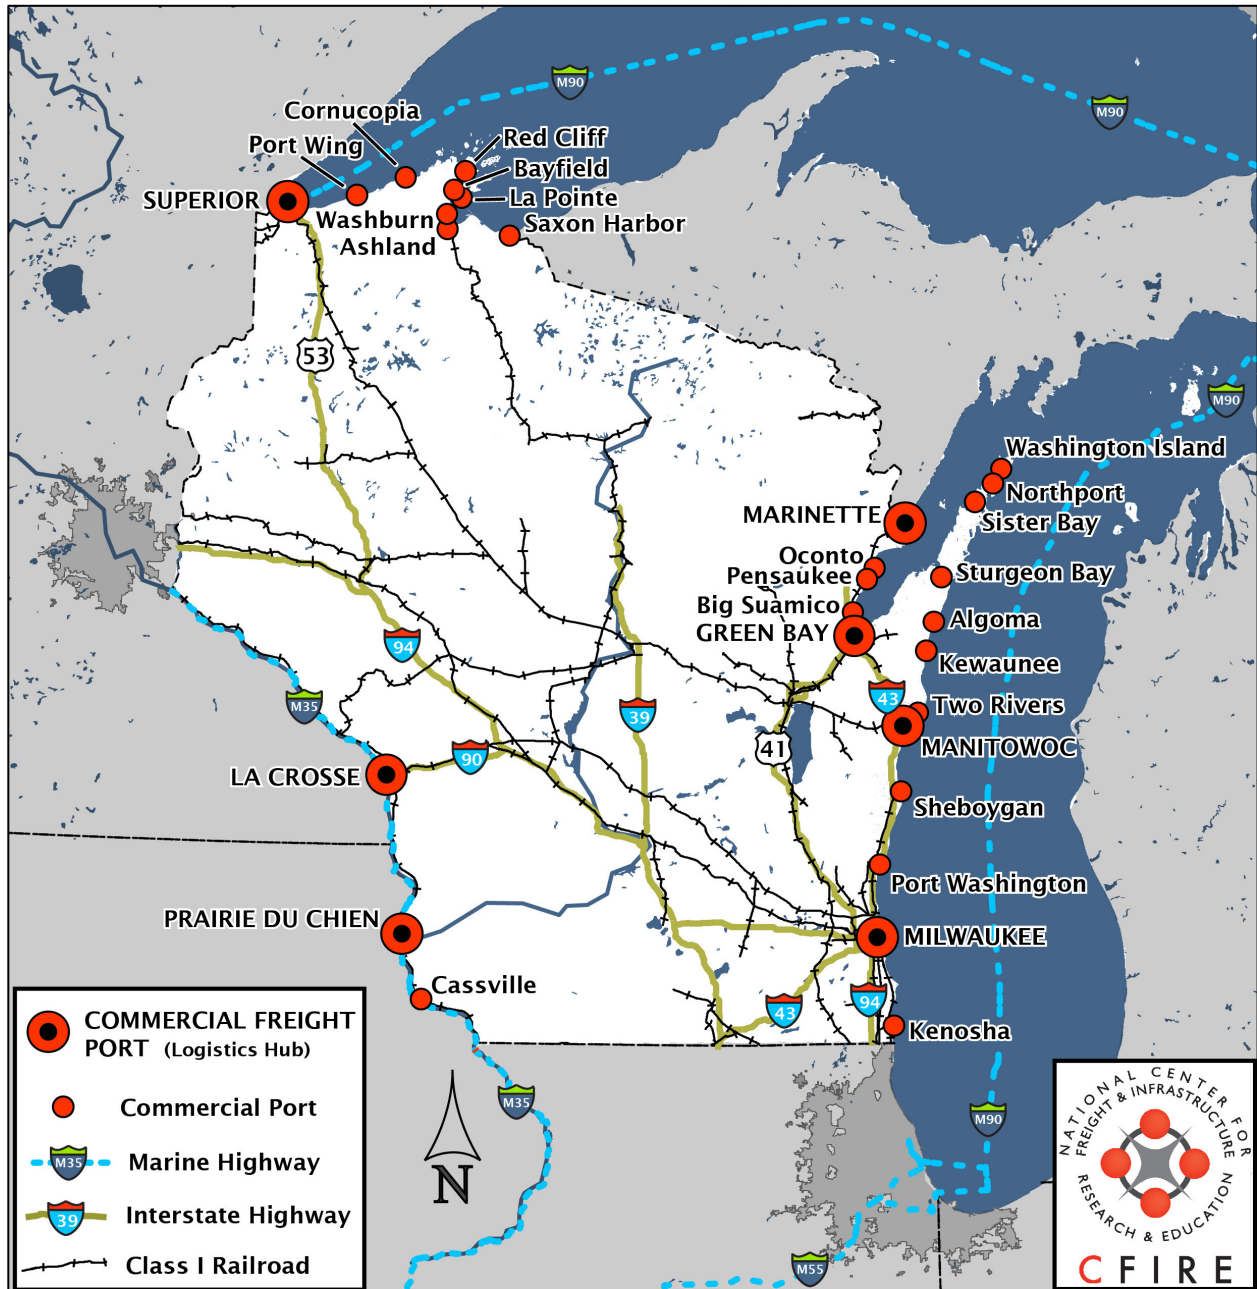 M90
M90
Cornucopia
Port Wing
Red Cliff
Bayfield
SUPERIOR
La Pointe
Washburn
Saxon Harbor
Ashland
53
M90
Washington Island
Northport
MARINETTE
Sister Bay
Oconto
Pensaukee
Sturgeon Bay
Big Suamico
Algoma
GREEN BAY
94
Kewaunee
M35
43
Two Rivers
39
41
MANITOWOC
90
LA CROSSE
Sheboygan
Port Washington
PRAIRIE DU CHIEN
MILWAUKEE
Cassville
94
43
Kenosha
M35
M90
N
M55
COMMERCIAL FREIGHT
PORT (Logistics Hub)
Commercial Port
M35
Marine Highway
39
Interstate Highway
Class I Railroad
NATIONAL CENTER FOR
FREIGHT & INFRASTRUCTURE
RESEARCH & EDUCATION
CFIRE